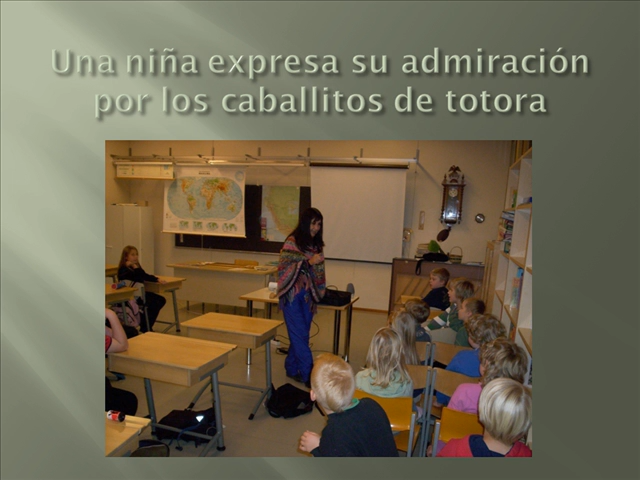 Una niña expresa su admiración
por los caballitos de totora